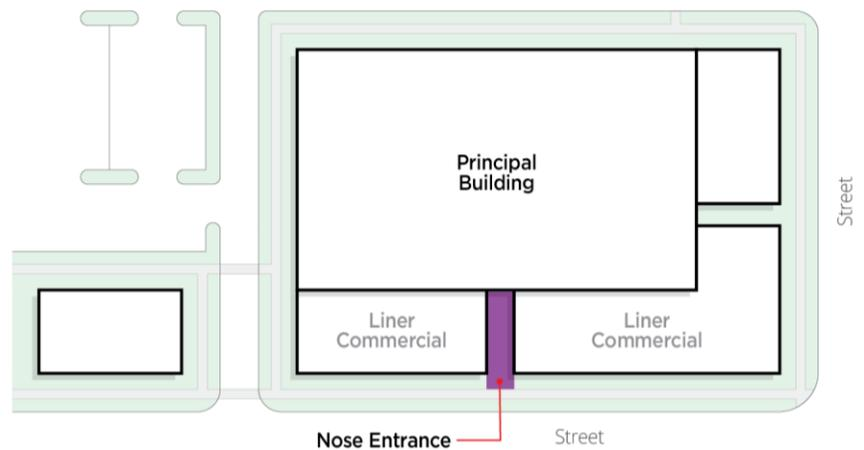 Principal
Building
Street
Liner
Commercial
Liner
Commercial
Nose Entrance
Street